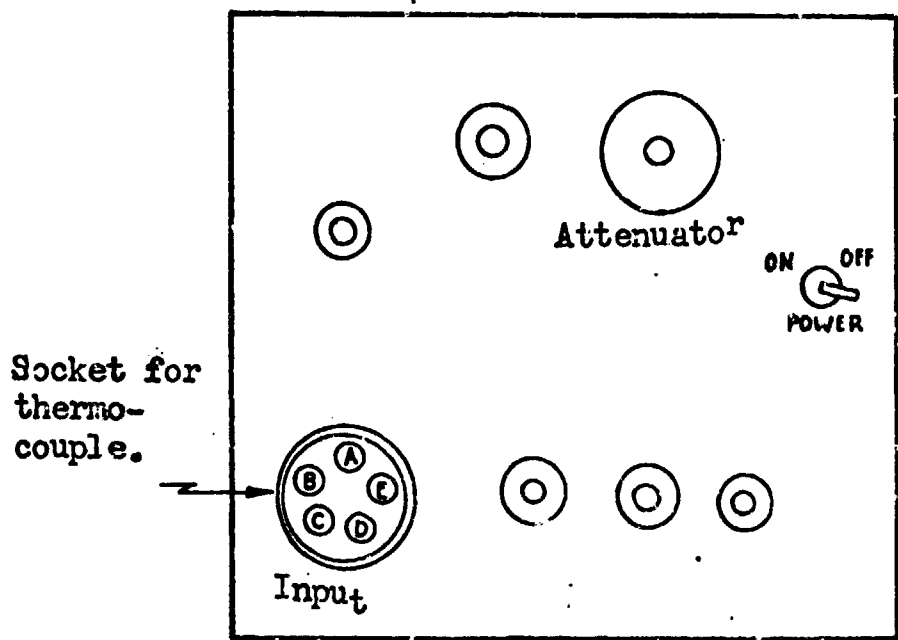 Attenuator
ON OFF
POWER
Socket for
thermo-
couple.
A
B E
C D
Input